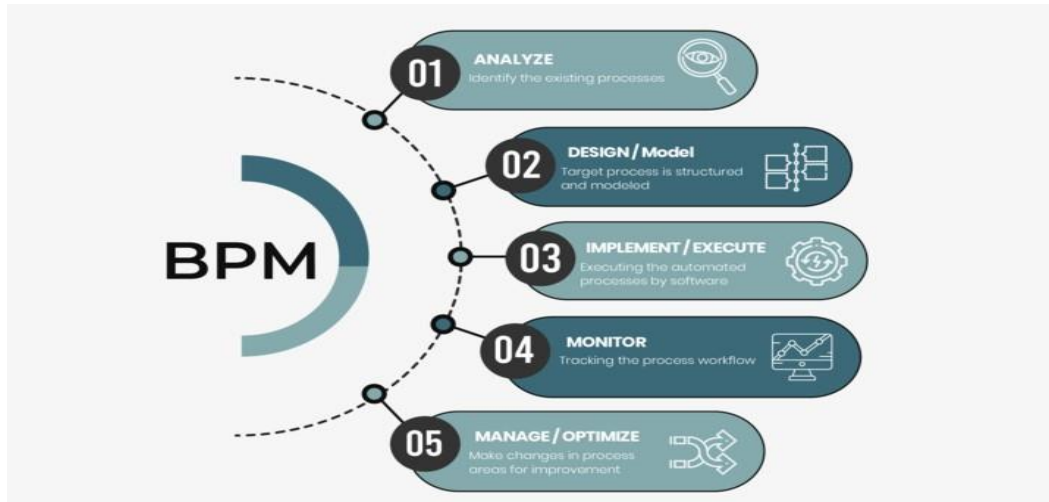 BPM
01
ANALYZE
Identify the existing processes
02
DESIGN / Model
Target process is structured
and modeled
03
IMPLEMENT / EXECUTE
Executing the automated
processes by software
04
MONITOR
Tracking the process workflow
05
MANAGE / OPTIMIZE
Make changes in process
areas for improvement